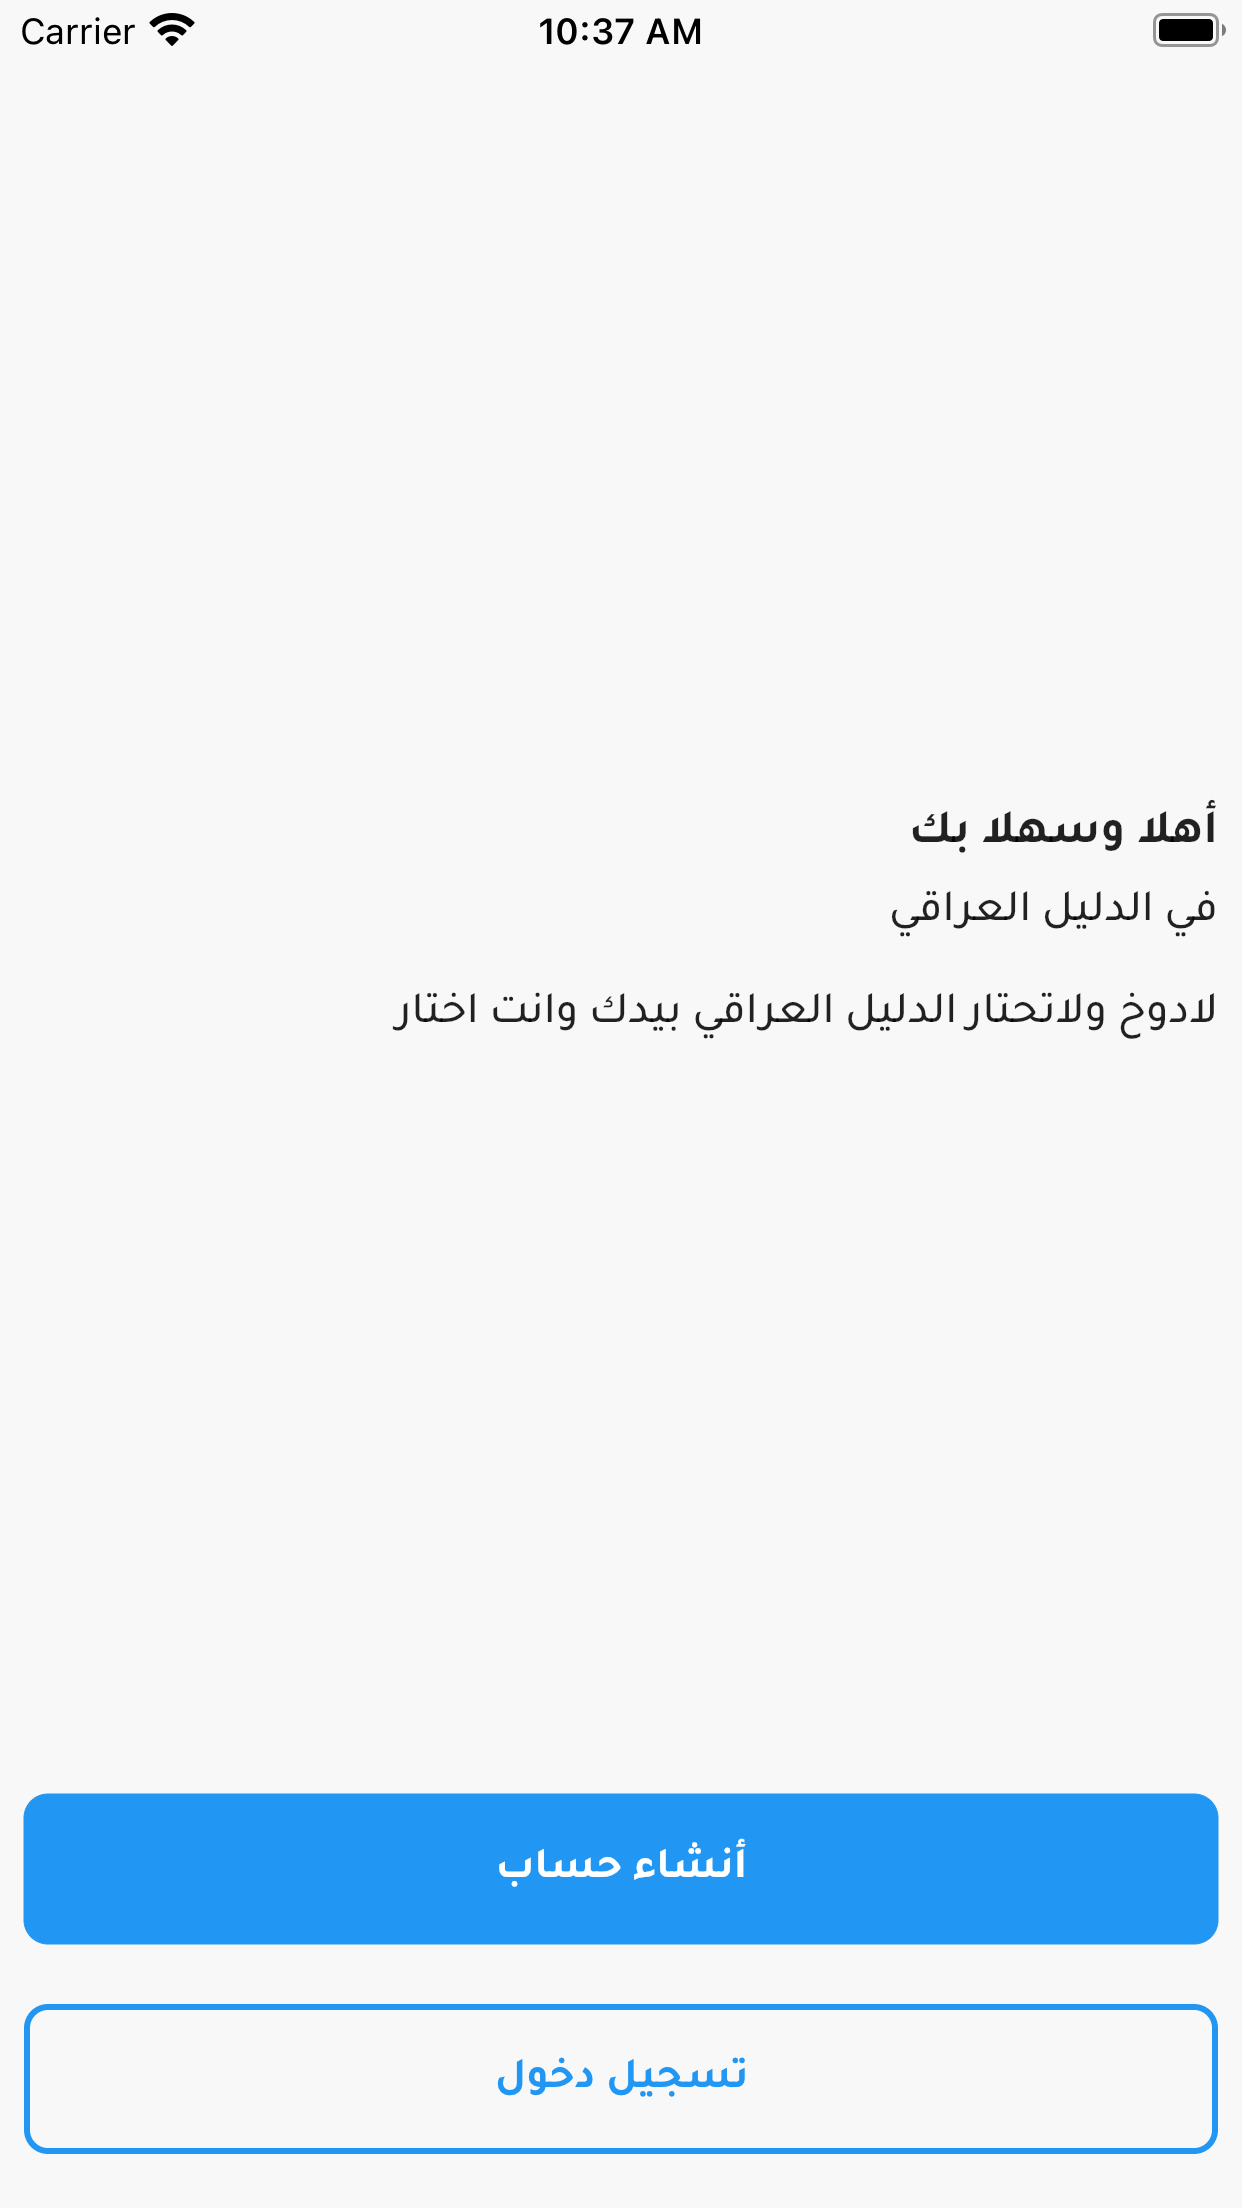 Carrier
10:37 AM
أهلا وسهلا بك
في الدليل العراقي
لادوخ ولاتحتار الدليل العراقي بيدك وانت اختار
أنشاء حساب
تسجيل دخول